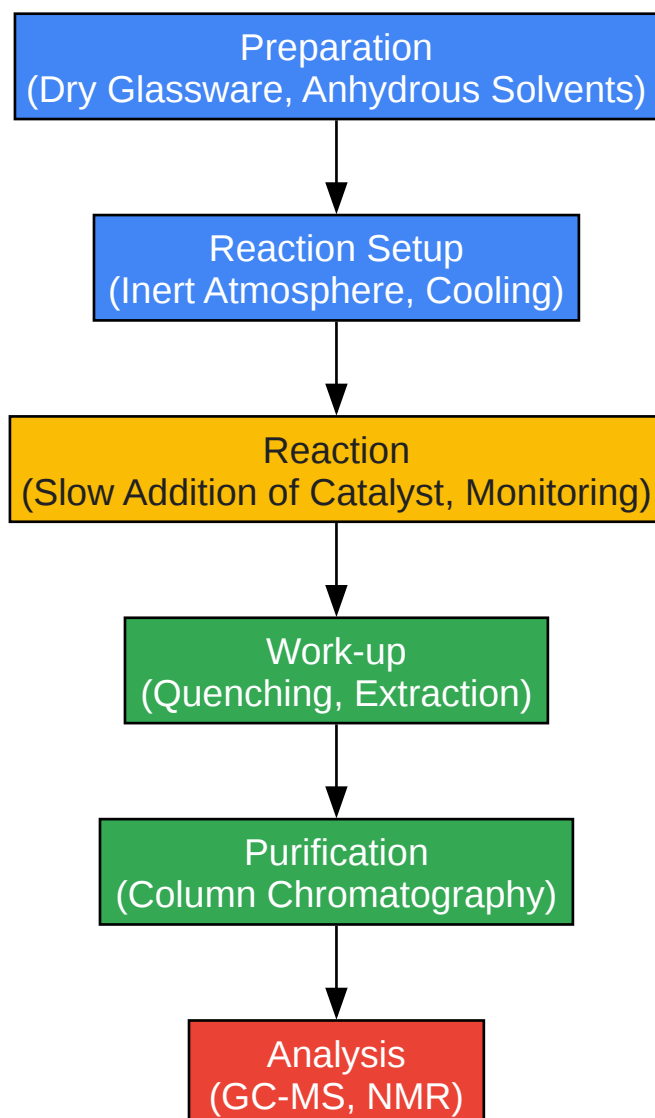 Preparation
(Dry Glassware, Anhydrous Solvents)
Reaction Setup
(Inert Atmosphere, Cooling)
Reaction
(Slow Addition of Catalyst, Monitoring)
Work-up
(Quenching, Extraction)
Purification
(Column Chromatography)
Analysis
(GC-MS, NMR)